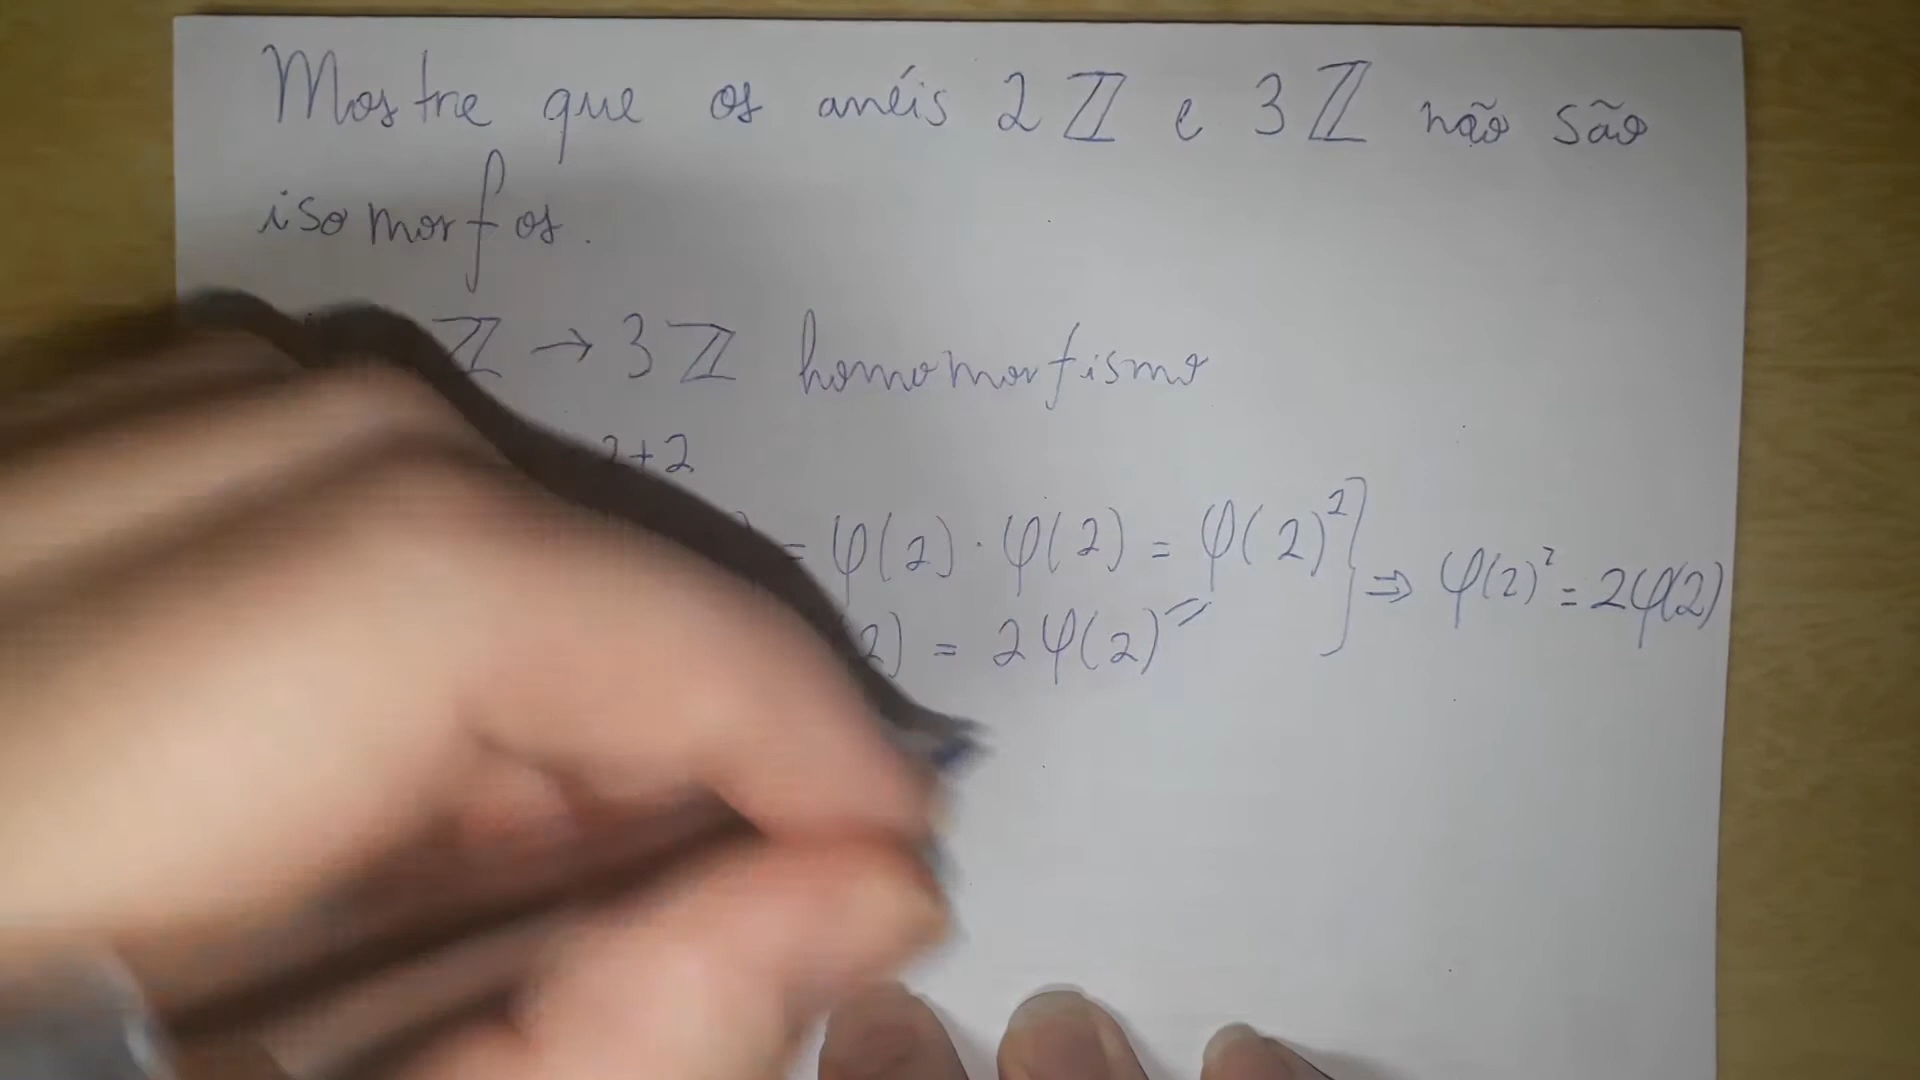 Mostre que os anéis 2ℤ e 3ℤ não são
isomorfos.
ℤ → 3ℤ homomorfismo
2+2
) = φ(2)·φ(2) = φ(2)² } ⇒ φ(2)² = 2φ(2)
(2) = 2φ(2)